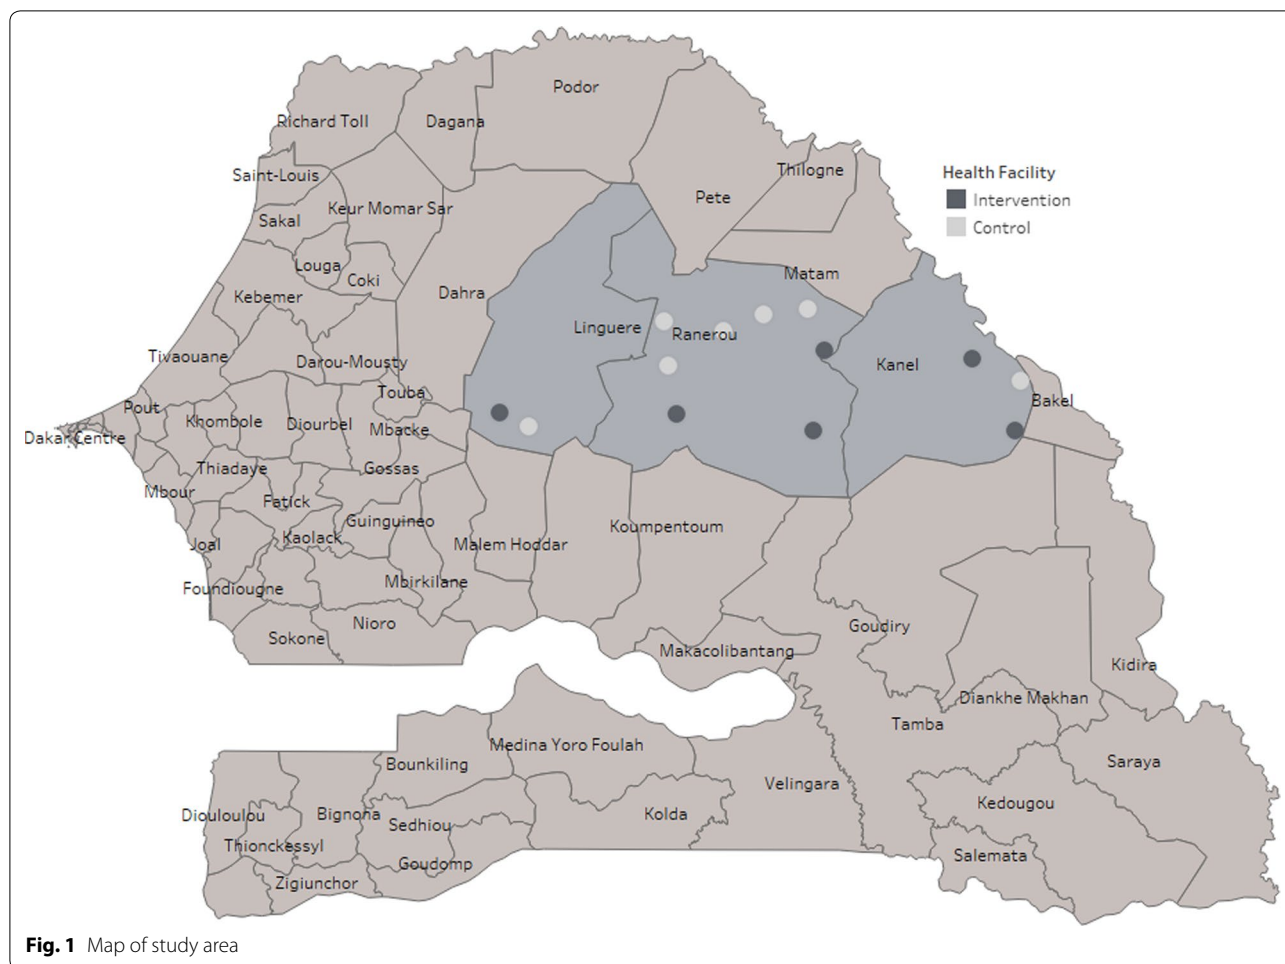 Podor
Richard Toll
Dagana
Thilogne
Health Facility
Saint-Louis
Pete
Intervention
Keur Momar Sar
Sakal
Control
Louga
Matam
Coki
Kebemer
Dahra
Linguere
Ranerou
Tivaouane
Darou-Mousty
Kanel
Touba
Bakel
Pout
Khombole
Diourbel
Mbacke
Dakar Centre
Thiadaye
Gossas
Mbour
Fatick
Guinguineo
Koumpentoum
Kaolack
Joal
Malem Hoddar
Mbirkilane
Foundiougne
Nioro
Goudiry
Sokone
Makacolibantang
Kidira
Diankhe Makhan
Tamba
Medina Yoro Foulah
Bounkiling
Saraya
Velingara
Kedougou
Diouloulou
Bignona
Kolda
Sedhiou
Thionckessyl
Salemata
Goudomp
Zigiunchor
Fig. 1 Map of study area